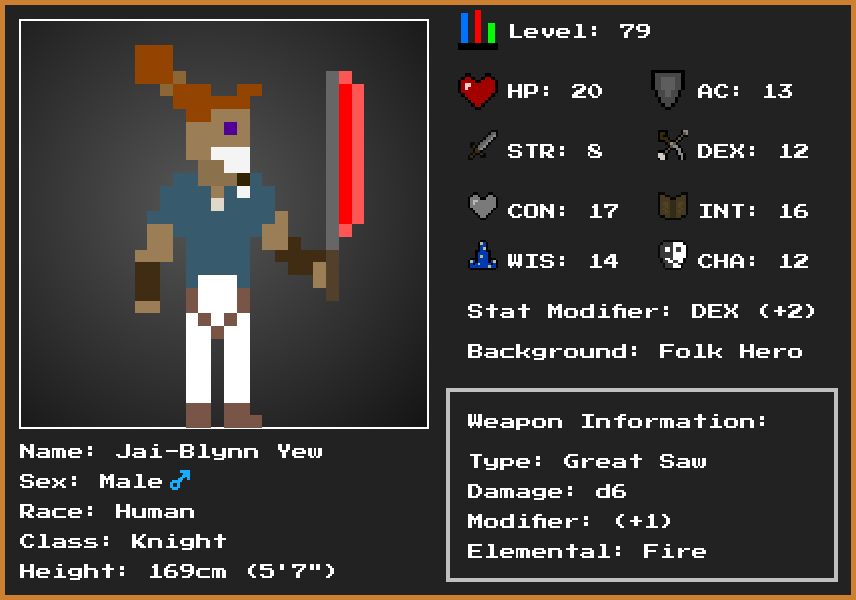 Level: 79
HP: 20 AC: 13
STR: 8 DEX: 12
CON: 17 INT: 16
WIS: 14 CHA: 12
Stat Modifier: DEX (+2)
Background: Folk Hero
Weapon Information:
Type: Great Saw
Damage: d6
Modifier: (+1)
Elemental: Fire
Name: Jai-Blynn Yew
Sex: Male♂
Race: Human
Class: Knight
Height: 169cm (5'7")